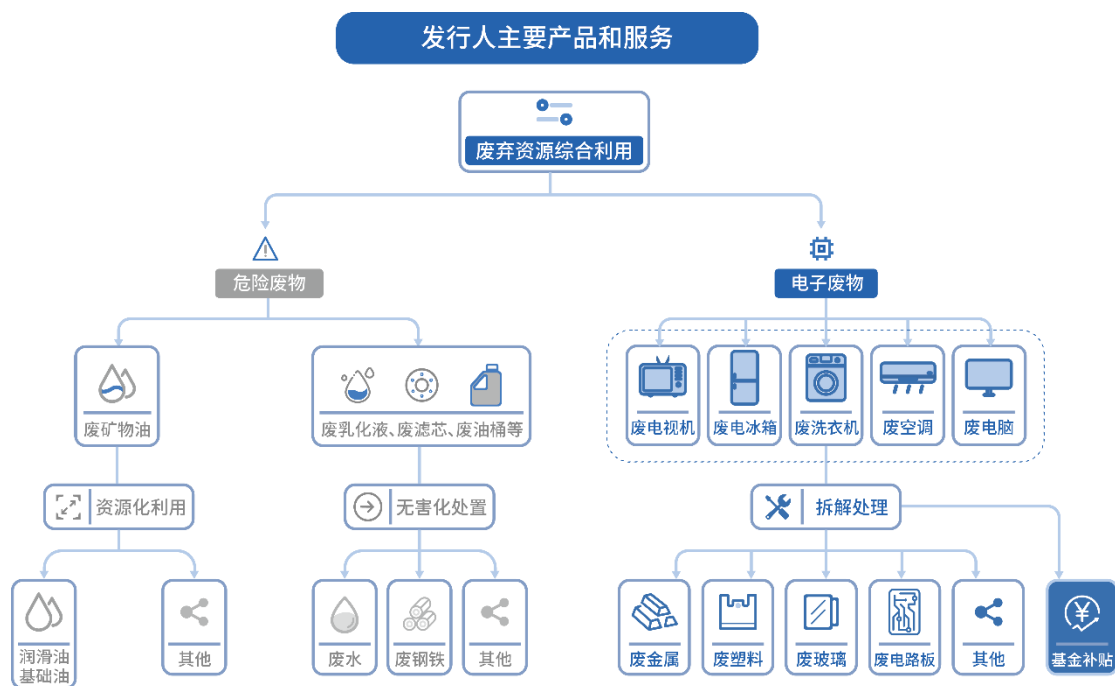 发行人主要产品和服务
废弃资源综合利用
危险废物
电子废物
废矿物油
废乳化液、废滤芯、废油桶等
废电视机
废电冰箱
废洗衣机
废空调
废电脑
资源化利用
无害化处置
拆解处理
润滑油
基础油
其他
废水
废钢铁
其他
废金属
废塑料
废玻璃
废电路板
其他
基金补贴